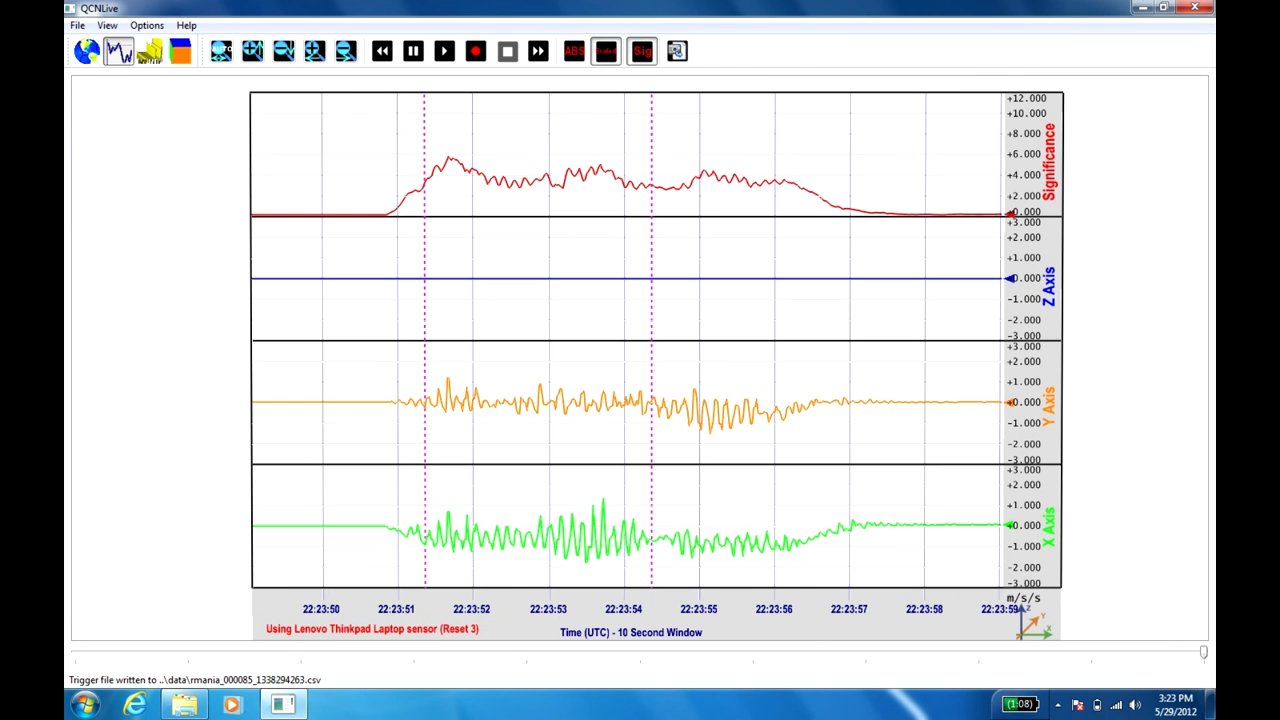 QCNLive
File View Options Help
AUTO
ABS Scaled Sig
+12.000
+10.000
+8.000
+6.000
+4.000
+2.000
+0.000
Significance
+3.000
+2.000
+1.000
+0.000
-1.000
-2.000
-3.000
Z Axis
+3.000
+2.000
+1.000
+0.000
-1.000
-2.000
-3.000
Y Axis
+3.000
+2.000
+1.000
+0.000
-1.000
-2.000
-3.000
X Axis
m/s/s
22:23:50 22:23:51 22:23:52 22:23:53 22:23:54 22:23:55 22:23:56 22:23:57 22:23:58 22:23:59
Z
Y
X
Using Lenovo Thinkpad Laptop sensor (Reset 3)
Time (UTC) - 10 Second Window
Trigger file written to ..\data\rmania_000085_1338294263.csv
(1:08)
3:23 PM
5/29/2012